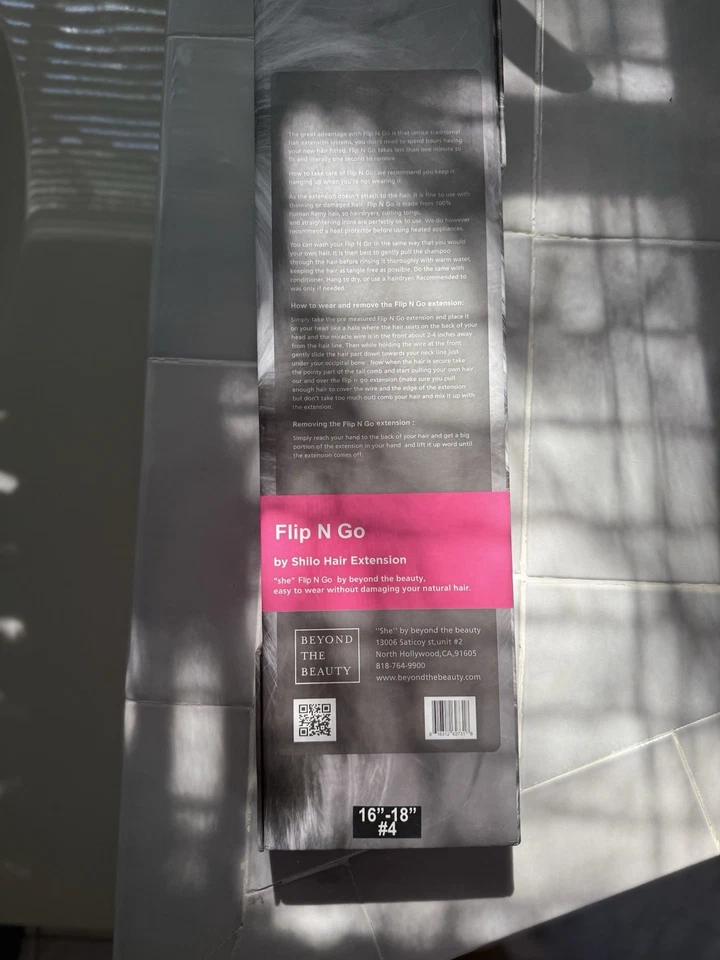 The great advantage with Flip N Go is that unlike traditional
hair extension systems, you don't need to spend hours having
your new hair fitted. Flip N Go takes less than one minute to
fit and literally one second to remove.
How to take care of Flip N Go: we recommend you keep it
hanging up when you're not wearing it.
As the extension doesn't attach to the hair, it is fine to use with
thinning or damaged hair. Flip N Go is made from 100%
Human Remy hair, so hairdryers, curling tongs,
and straightening irons are perfectly ok to use. We do however
recommend a heat protector before using heated appliances.
You can wash your Flip N Go in the same way that you would
your own hair. It is then best to gently pull the shampoo
through the hair before rinsing it thoroughly with warm water,
keeping the hair as tangle free as possible. Do the same with
conditioner. Hang to dry, or use a hairdryer. Recommended to
was only if needed.
How to wear and remove the Flip N Go extension:
Simply take the pre measured Flip N Go extension and place it
on your head like a halo where the hair seats on the back of your
head and the miracle wire is in the front about 2-4 inches away
from the hair line. Then while holding the wire at the front
gently slide the hair part down towards your neck line just
under your occipital bone. Now when the hair is secure take
the pointy part of the tail comb and start pulling your own hair
our and over the flip n go extension (make sure you pull
enough hair to cover the wire and the edge of the extension
but don't take too much out) comb your hair and mix it up with
the extension.
Removing the Flip N Go extension :
Simply reach your hand to the back of your hair and get a big
portion of the extension in your hand and lift it up word until
the extension comes off.
Flip N Go
by Shilo Hair Extension
"she" Flip N Go by beyond the beauty,
easy to wear without damaging your natural hair.
BEYOND
THE
BEAUTY
"She" by beyond the beauty
13006 Saticoy st,unit #2
North Hollywood,CA,91605
818-764-9900
www.beyondthebeauty.com
16"-18"
#4